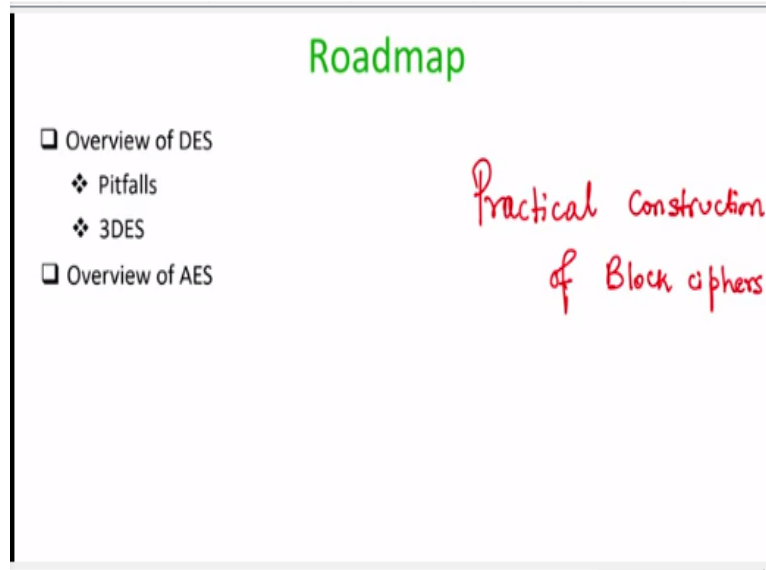 Roadmap
Overview of DES
Pitfalls
3DES
Overview of AES
Practical Construction
of Block ciphers